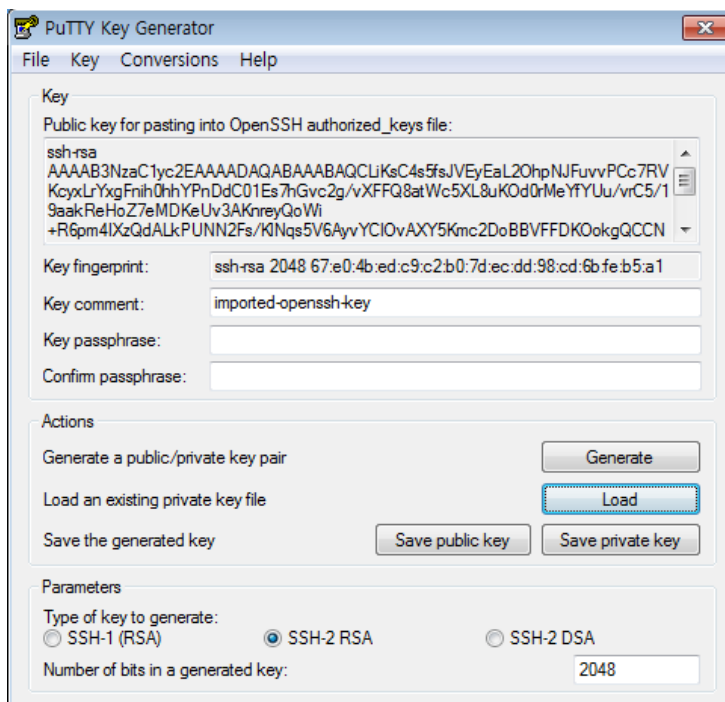 PuTTY Key Generator
File Key Conversions Help
Key
Public key for pasting into OpenSSH authorized_keys file:
ssh-rsa
AAAAB3NzaC1yc2EAAAADAQABAAABAQCLiKsC4s5fsJVEyEaL2OhpNJFuvvPCc7RV
KcyxLrYxgFnih0hhYPnDdC01Es7hGvc2g/vXFFQ8atWc5XL8uKOd0rMeYfYUu/vrC5/1
9aakReHoZ7eMDKeUv3AKnreyQoWi
+R6pm4IXzQdALkPUNN2Fs/KlNqs5V6AyvYClOvAXY5Kmc2DoBBVFFDKOokgQCCN
Key fingerprint: ssh-rsa 2048 67:e0:4b:ed:c9:c2:b0:7d:ec:dd:98:cd:6b:fe:b5:a1
Key comment: imported-openssh-key
Key passphrase:
Confirm passphrase:
Actions
Generate a public/private key pair Generate
Load an existing private key file Load
Save the generated key Save public key Save private key
Parameters
Type of key to generate:
SSH-1 (RSA) SSH-2 RSA SSH-2 DSA
Number of bits in a generated key: 2048